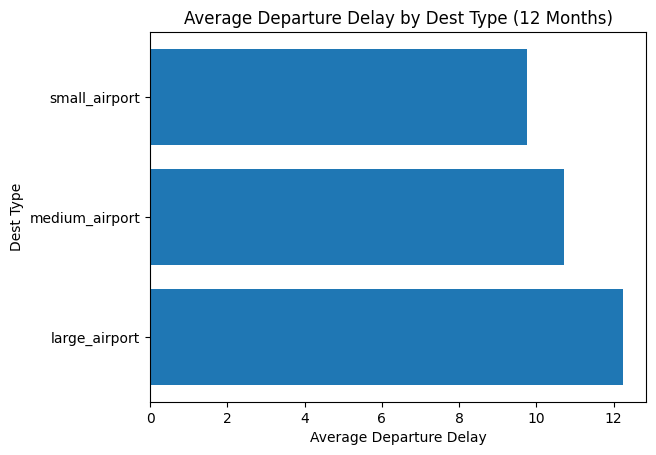 Average Departure Delay by Dest Type (12 Months)
Dest Type
small_airport
medium_airport
large_airport
0 2 4 6 8 10 12
Average Departure Delay